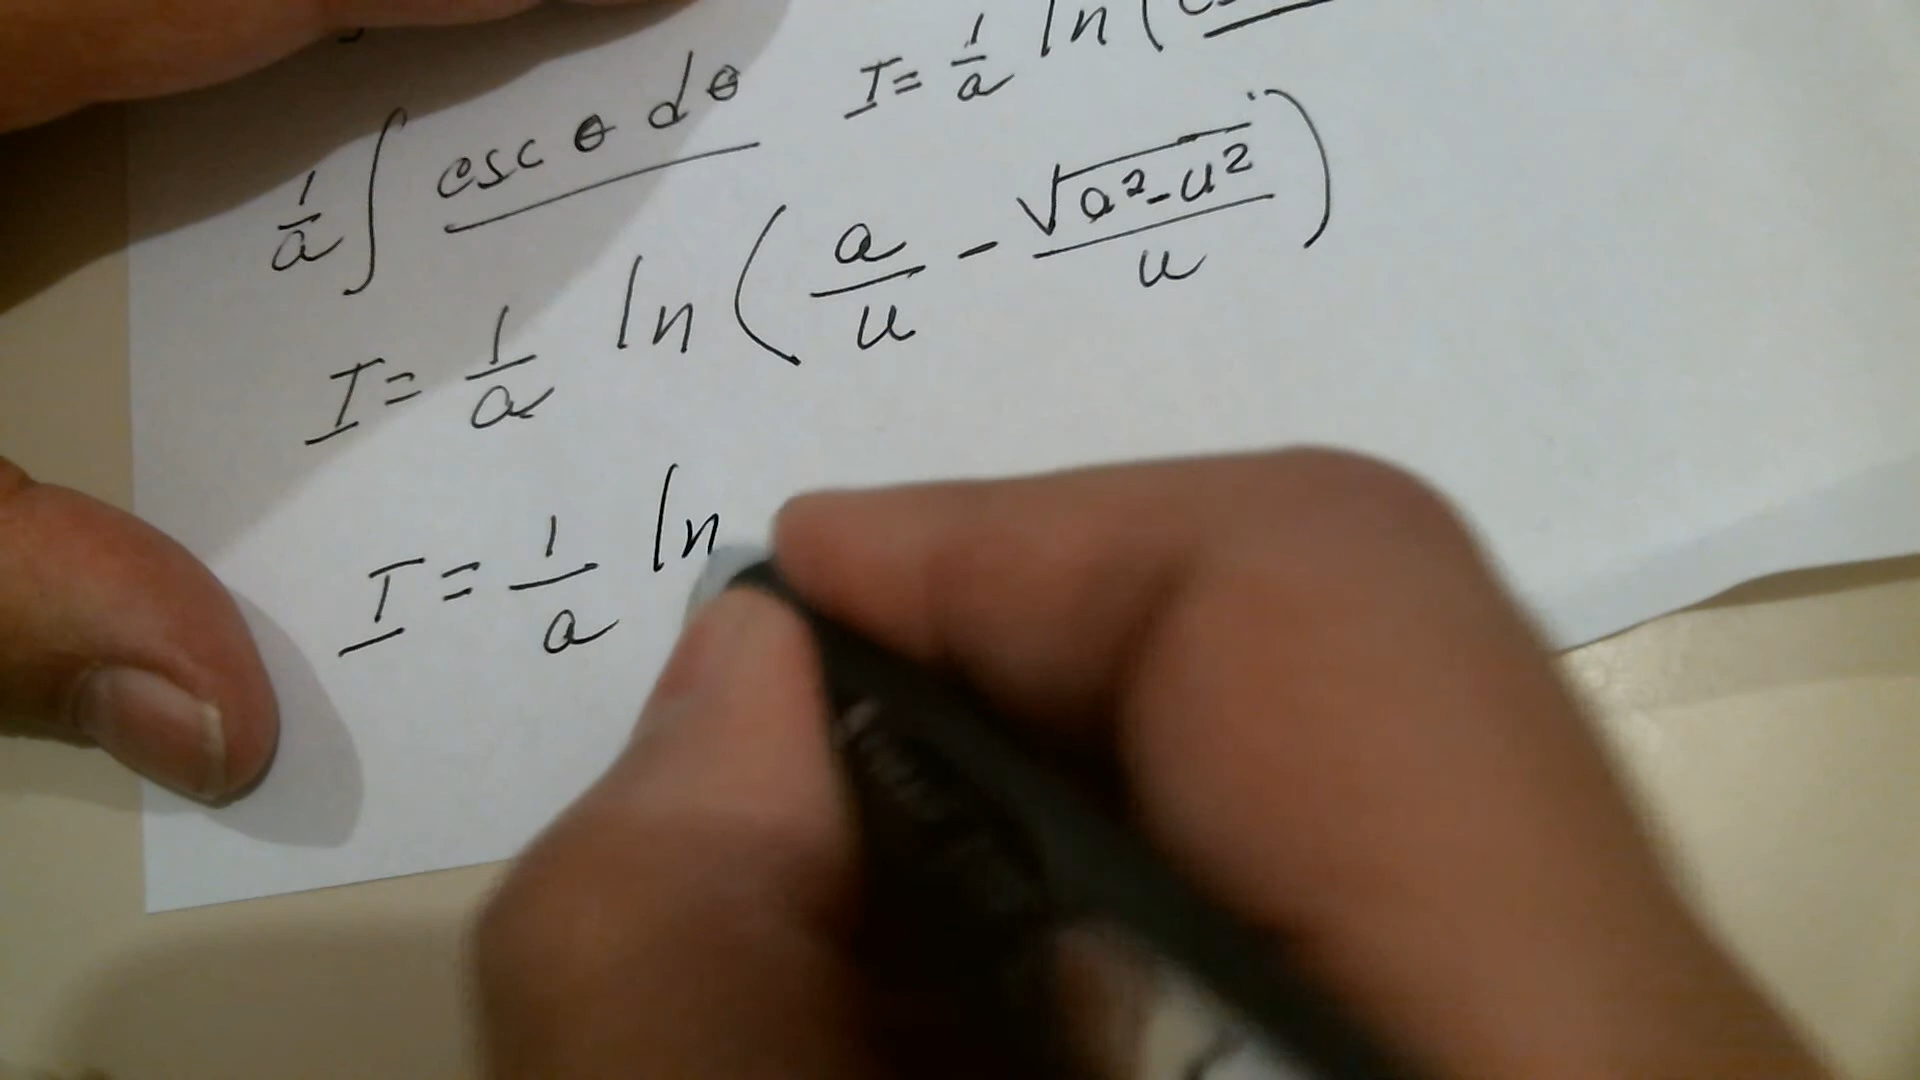 1/a ∫ csc θ dθ I = 1/a ln (
I = 1/a ln ( a/u - √(a²-u²)/u )
I = 1/a ln